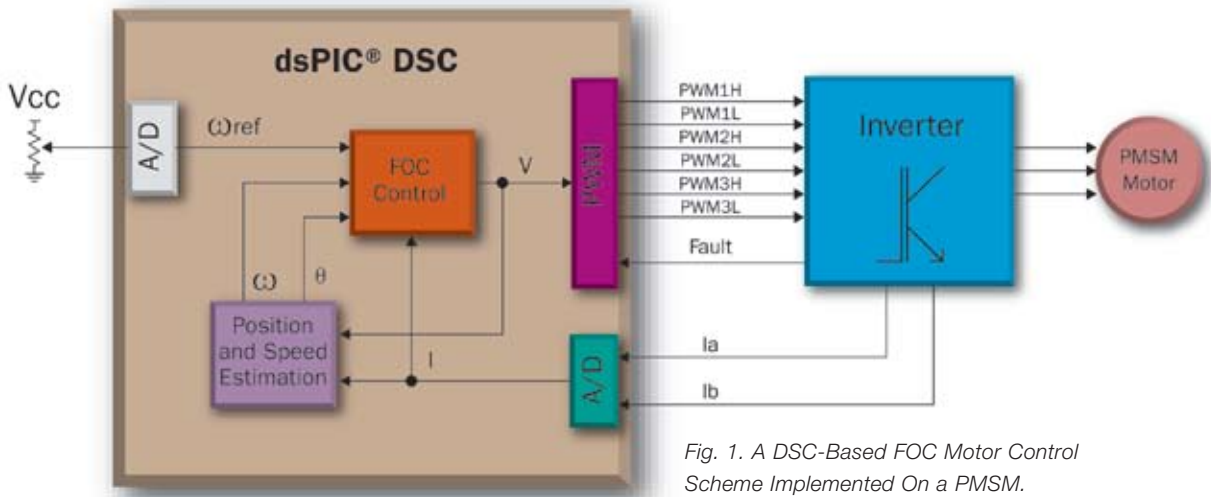 dsPIC® DSC
Vcc
A/D
ωref
FOC
Control
V
PWM
PWM1H
PWM1L
PWM2H
PWM2L
PWM3H
PWM3L
Fault
Inverter
PMSM
Motor
ω
θ
Position
and Speed
Estimation
I
A/D
Ia
Ib
Fig. 1. A DSC-Based FOC Motor Control
Scheme Implemented On a PMSM.